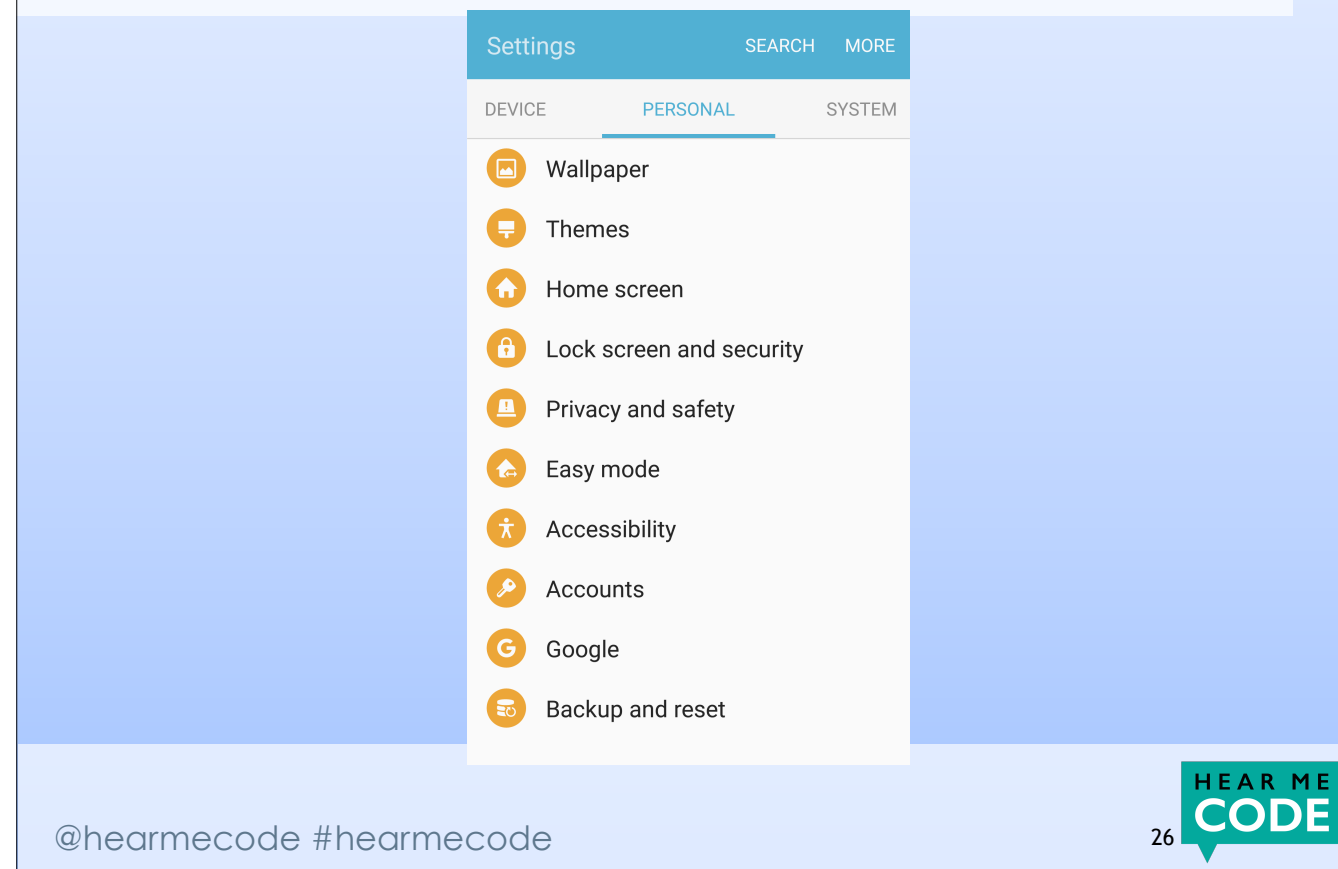 Settings SEARCH MORE
DEVICE PERSONAL SYSTEM
Wallpaper
Themes
Home screen
Lock screen and security
Privacy and safety
Easy mode
Accessibility
Accounts
G Google
Backup and reset
@hearmecode #hearmecode
26
HEAR ME
CODE